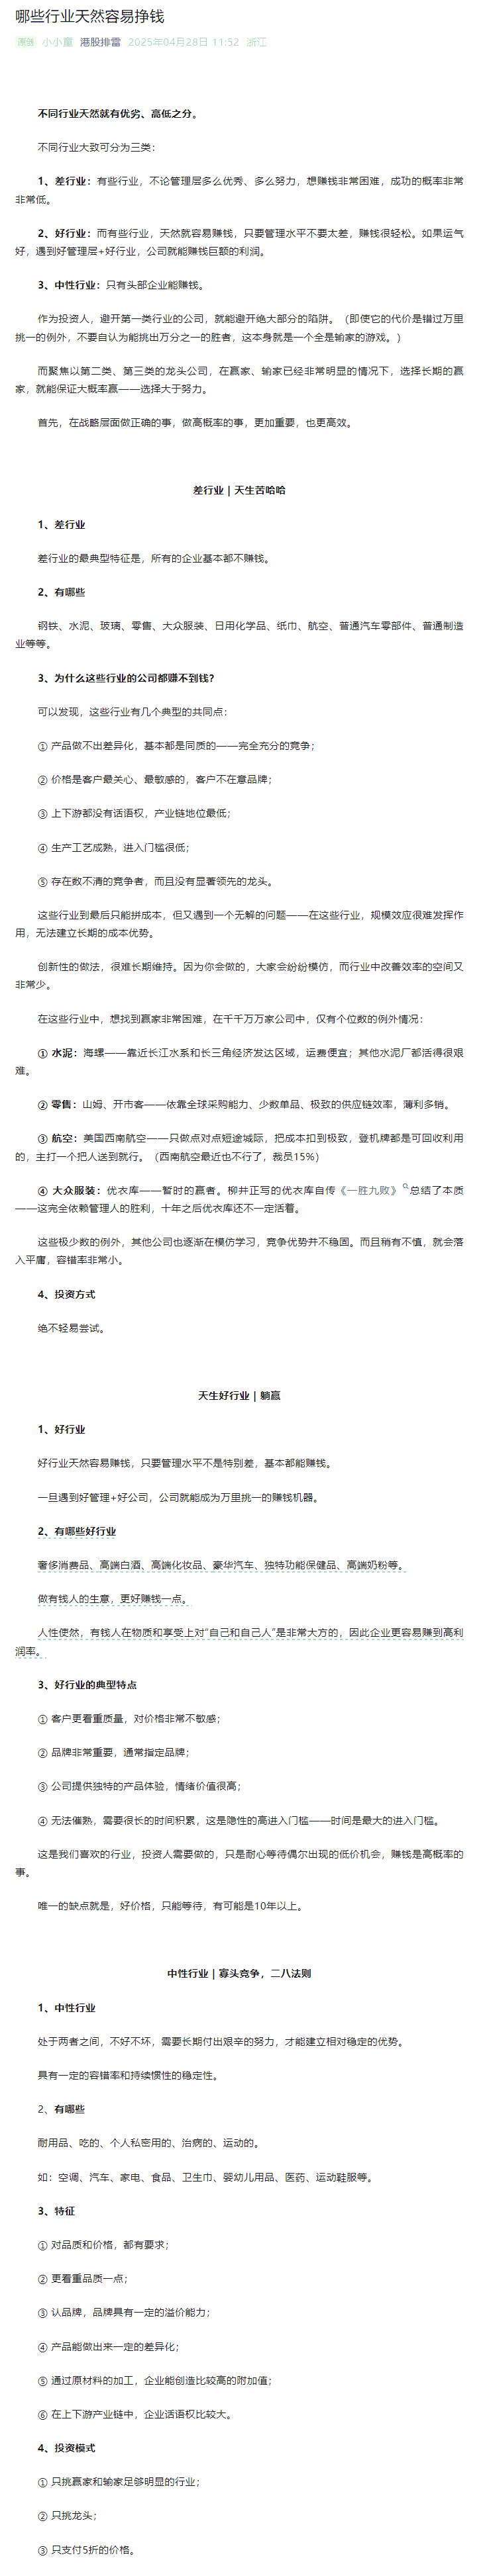 哪些行业天然容易挣钱
原创 小小董 港股排雷 2025年04月28日 11:52 浙江
不同行业天然就有优劣、高低之分。
不同行业大致可分为三类：
1、差行业：有些行业，不论管理层多么优秀、多么努力，想赚钱非常困难，成功的概率非常
非常低。
2、好行业：而有些行业，天然就容易赚钱，只要管理水平不要太差，赚钱很轻松。如果运气
好，遇到好管理层+好行业，公司就能赚钱巨额的利润。
3、中性行业：只有头部企业能赚钱。
作为投资人，避开第一类行业的公司，就能避开绝大部分的陷阱。（即使它的代价是错过万里
挑一的例外，不要自认为能挑出万分之一的胜者，这本身就是一个全是输家的游戏。）
而聚焦以第二类、第三类的龙头公司，在赢家、输家已经非常明显的情况下，选择长期的赢
家，就能保证大概率赢——选择大于努力。
首先，在战略层面做正确的事，做高概率的事，更加重要，也更高效。
差行业 | 天生苦哈哈
1、差行业
差行业的最典型特征是，所有的企业基本都不赚钱。
2、有哪些
钢铁、水泥、玻璃、零售、大众服装、日用化学品、纸巾、航空、普通汽车零部件、普通制造
业等等。
3、为什么这些行业的公司都赚不到钱？
可以发现，这些行业有几个典型的共同点：
① 产品做不出差异化，基本都是同质的——完全充分的竞争；
② 价格是客户最关心、最敏感的，客户不在意品牌；
③ 上下游都没有话语权，产业链地位最低；
④ 生产工艺成熟，进入门槛很低；
⑤ 存在数不清的竞争者，而且没有显著领先的龙头。
这些行业到最后只能拼成本，但又遇到一个无解的问题——在这些行业，规模效应很难发挥作
用，无法建立长期的成本优势。
创新性的做法，很难长期维持。因为你会做的，大家会纷纷模仿，而行业中改善效率的空间又
非常少。
在这些行业中，想找到赢家非常困难，在千千万万家公司中，仅有个位数的例外情况：
① 水泥：海螺——靠近长江水系和长三角经济发达区域，运费便宜；其他水泥厂都活得很艰
难。
② 零售：山姆、开市客——依靠全球采购能力、少数单品、极致的供应链效率，薄利多销。
③ 航空：美国西南航空——只做点对点短途城际，把成本扣到极致，登机牌都是可回收利用
的，主打一个把人送到就行。（西南航空最近也不行了，裁员15%）
④ 大众服装：优衣库——暂时的赢者。柳井正写的优衣库自传《一胜九败》总结了本质
——这完全依赖管理人的胜利，十年之后优衣库还不一定活着。
这些极少数的例外，其他公司也逐渐在模仿学习，竞争优势并不稳固。而且稍有不慎，就会落
入平庸，容错率非常小。
4、投资方式
绝不轻易尝试。
天生好行业 | 躺赢
1、好行业
好行业天然容易赚钱，只要管理水平不是特别差，基本都能赚钱。
一旦遇到好管理+好公司，公司就能成为万里挑一的赚钱机器。
2、有哪些好行业
奢侈消费品、高端白酒、高端化妆品、豪华汽车、独特功能保健品、高端奶粉等。
做有钱人的生意，更好赚钱一点。
人性使然，有钱人在物质和享受上对“自己和自己人”是非常大方的，因此企业更容易赚到高利
润率。
3、好行业的典型特点
① 客户更看重质量，对价格非常不敏感；
② 品牌非常重要，通常指定品牌；
③ 公司提供独特的产品体验，情绪价值很高；
④ 无法催熟，需要很长的时间积累，这是隐性的高进入门槛——时间是最大的进入门槛。
这是我们喜欢的行业，投资人需要做的，只是耐心等待偶尔出现的低价机会，赚钱是高概率的
事。
唯一的缺点就是，好价格，只能等待，有可能是10年以上。
中性行业 | 寡头竞争，二八法则
1、中性行业
处于两者之间，不好不坏，需要长期付出艰辛的努力，才能建立相对稳定的优势。
具有一定的容错率和持续惯性的稳定性。
2、有哪些
耐用品、吃的、个人私密用的、治病的、运动的。
如：空调、汽车、家电、食品、卫生巾、婴幼儿用品、医药、运动鞋服等。
3、特征
① 对品质和价格，都有要求；
② 更看重品质一点；
③ 认品牌，品牌具有一定的溢价能力；
④ 产品能做出来一定的差异化；
⑤ 通过原材料的加工，企业能创造比较高的附加值；
⑥ 在上下游产业链中，企业话语权比较大。
4、投资模式
① 只挑赢家和输家足够明显的行业；
② 只挑龙头；
③ 只支付5折的价格。